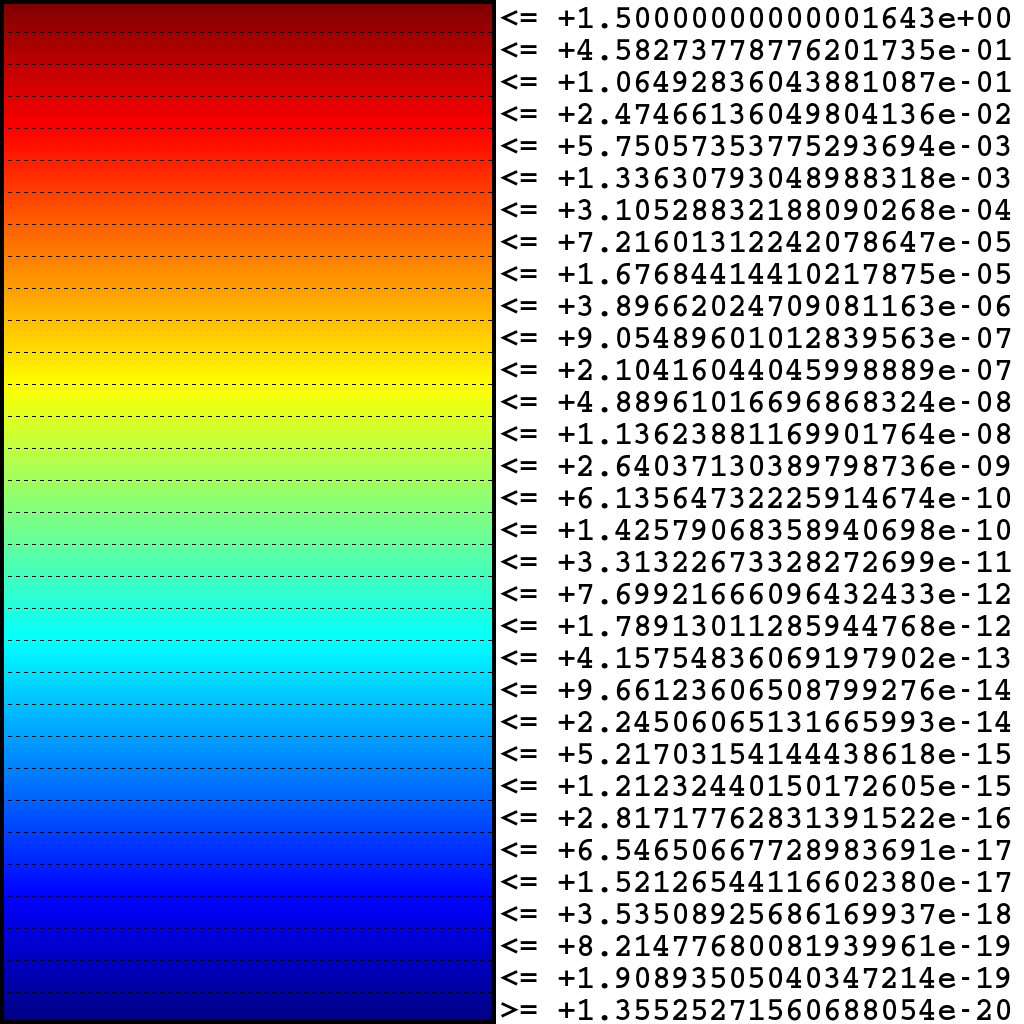 <= +1.50000000000001643e+00
<= +4.58273778776201735e-01
<= +1.06492836043881087e-01
<= +2.47466136049804136e-02
<= +5.75057353775293694e-03
<= +1.33630793048988318e-03
<= +3.10528832188090268e-04
<= +7.21601312242078647e-05
<= +1.67684414410217875e-05
<= +3.89662024709081163e-06
<= +9.05489601012839563e-07
<= +2.10416044045998889e-07
<= +4.88961016696868324e-08
<= +1.13623881169901764e-08
<= +2.64037130389798736e-09
<= +6.13564732225914674e-10
<= +1.42579068358940698e-10
<= +3.31322673328272699e-11
<= +7.69921666096432433e-12
<= +1.78913011285944768e-12
<= +4.15754836069197902e-13
<= +9.66123606508799276e-14
<= +2.24506065131665993e-14
<= +5.21703154144438618e-15
<= +1.21232440150172605e-15
<= +2.81717762831391522e-16
<= +6.54650667728983691e-17
<= +1.52126544116602380e-17
<= +3.53508925686169937e-18
<= +8.21477680081939961e-19
<= +1.90893505040347214e-19
>= +1.35525271560688054e-20